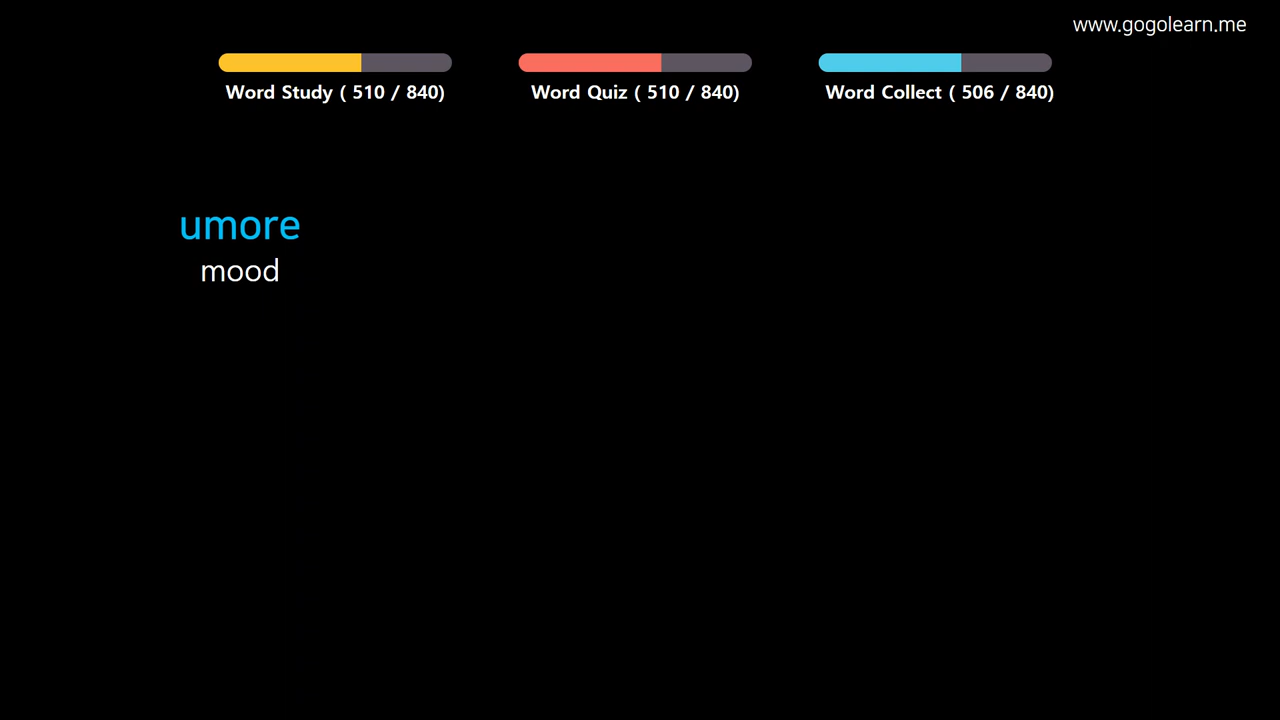 www.gogolearn.me
Word Study ( 510 / 840)
Word Quiz ( 510 / 840)
Word Collect ( 506 / 840)
umore
mood